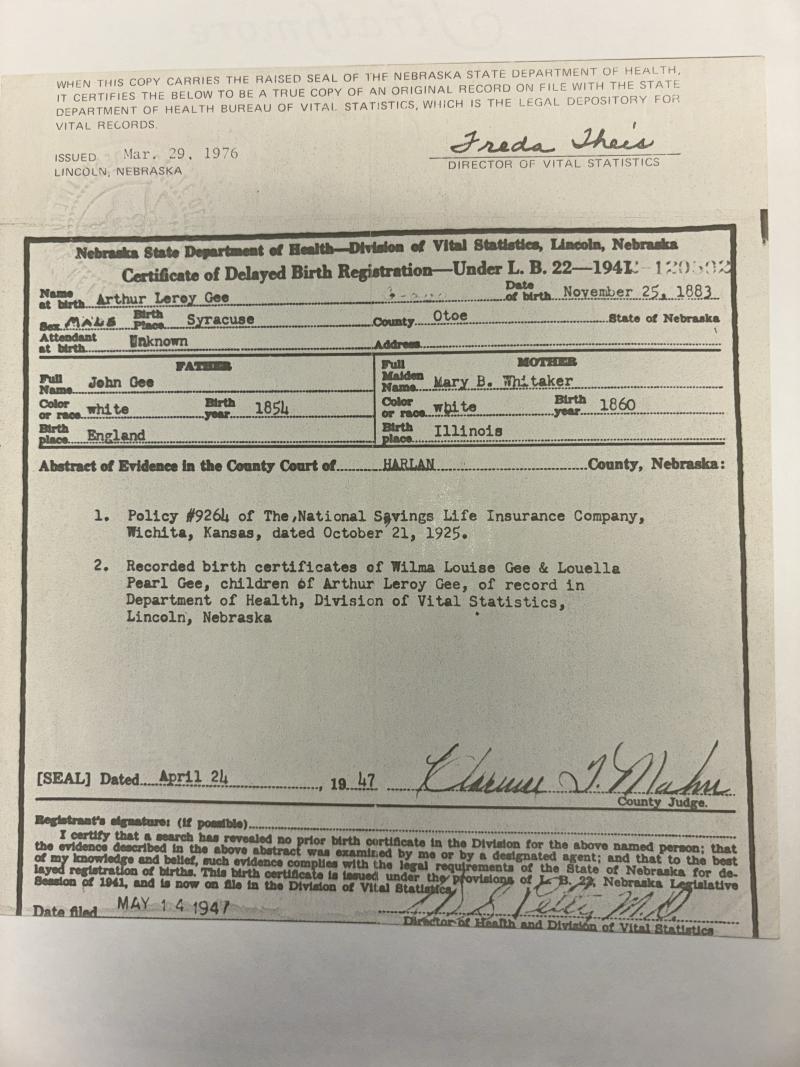 Strathmore
WHEN THIS COPY CARRIES THE RAISED SEAL OF THE NEBRASKA STATE DEPARTMENT OF HEALTH,
IT CERTIFIES THE BELOW TO BE A TRUE COPY OF AN ORIGINAL RECORD ON FILE WITH THE STATE
DEPARTMENT OF HEALTH BUREAU OF VITAL STATISTICS, WHICH IS THE LEGAL DEPOSITORY FOR
VITAL RECORDS.
Freda Theis
ISSUED Mar. 29, 1976 DIRECTOR OF VITAL STATISTICS
LINCOLN, NEBRASKA
Nebraska State Department of Health—Division of Vital Statistics, Lincoln, Nebraska
Certificate of Delayed Birth Registration—Under L. B. 22—1941
Name at birth Arthur Leroy Gee Date of birth November 25, 1883
Sex MALE Birth Place Syracuse County Otoe State of Nebraska
Attendant at birth Unknown Address
FATHER MOTHER
Full Name John Gee Full Maiden Name Mary B. Whitaker
Color or race white Birth year 1854 Color or race white Birth year 1860
Birth place England Birth place Illinois
Abstract of Evidence in the County Court of HARLAN County, Nebraska:
1. Policy #9264 of The National Savings Life Insurance Company,
Wichita, Kansas, dated October 21, 1925.
2. Recorded birth certificates of Wilma Louise Gee & Louella
Pearl Gee, children of Arthur Leroy Gee, of record in
Department of Health, Division of Vital Statistics,
Lincoln, Nebraska
[SEAL] Dated April 24, 1947
County Judge.
Registrant's signature: (if possible)
I certify that a search has revealed no prior birth certificate in the Division for the above named person; that
the evidence described in the above abstract was examined by me or by a designated agent; and that to the best
of my knowledge and belief, such evidence complies with the legal requirements of the State of Nebraska for de-
layed registration of births. This birth certificate is issued under the provisions of L. B. 22, Nebraska Legislative
Session of 1941, and is now on file in the Division of Vital Statistics.
Date filed MAY 14 1947 M.D.
Director of Health and Division of Vital Statistics